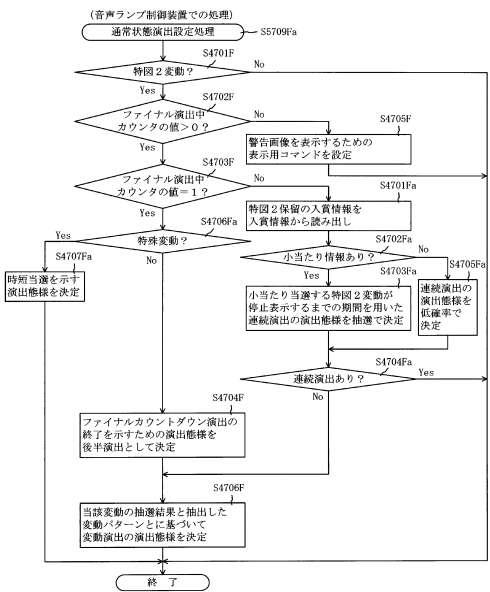 （音声ランプ制御装置での処理）
通常状態演出設定処理
S5709Fa
S4701F
特図２変動？
No
Yes
S4702F
ファイナル演出中
カウンタの値＞０？
No
Yes
S4705F
警告画像を表示するための
表示用コマンドを設定
S4703F
ファイナル演出中
カウンタの値＝１？
No
Yes
S4701Fa
特図２保留の入賞情報を
入賞情報から読み出し
S4706Fa
特殊変動？
Yes
No
S4707Fa
時短当選を示す
演出態様を決定
S4702Fa
小当たり情報あり？
No
Yes
S4703Fa
小当たり当選する特図２変動が
停止表示するまでの期間を用いた
連続演出の演出態様を抽選で決定
S4705Fa
連続演出の
演出態様を
低確率で
決定
S4704Fa
連続演出あり？
Yes
No
S4704F
ファイナルカウントダウン演出の
終了を示すための演出態様を
後半演出として決定
S4706F
当該変動の抽選結果と抽出した
変動パターンとに基づいて
変動演出の演出態様を決定
終　了